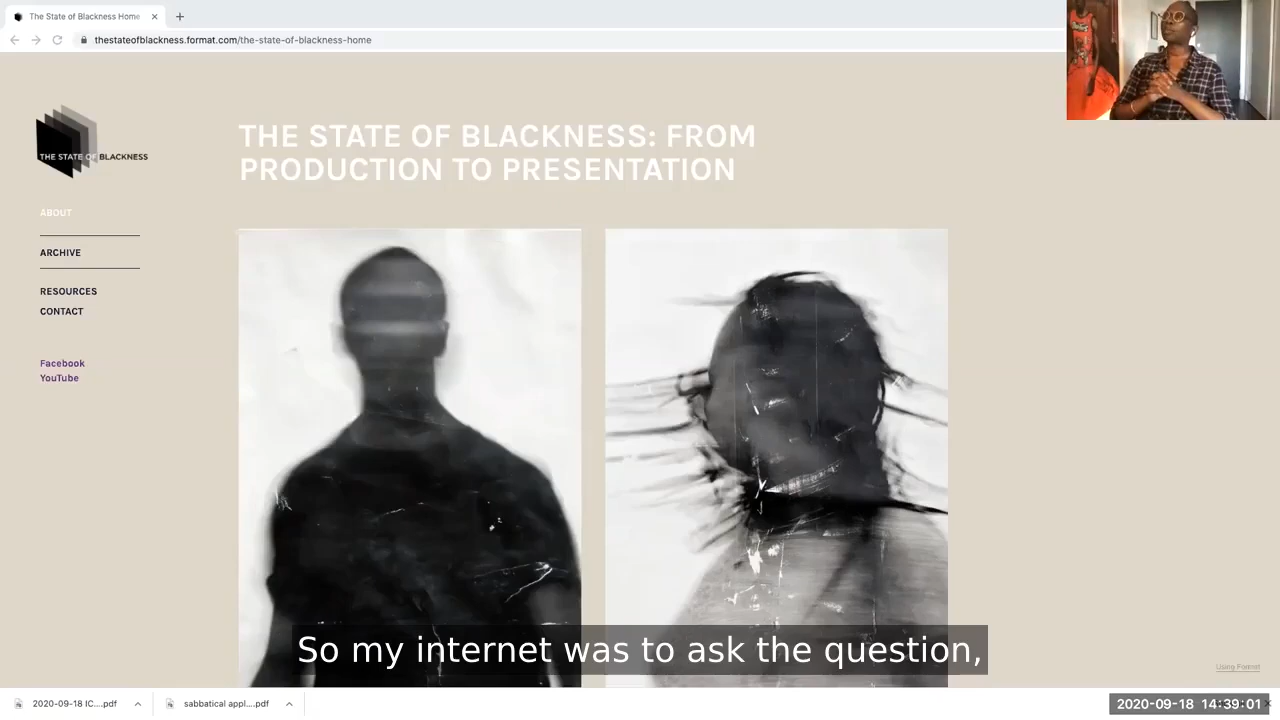 The State of Blackness Home
thestateofblackness.format.com/the-state-of-blackness-home
THE STATE OF BLACKNESS
THE STATE OF BLACKNESS: FROM
PRODUCTION TO PRESENTATION
ABOUT
ARCHIVE
RESOURCES
CONTACT
Facebook
YouTube
So my internet was to ask the question,
Using Format
2020-09-18 IC....pdf
sabbatical appl....pdf
2020-09-18 14:39:01